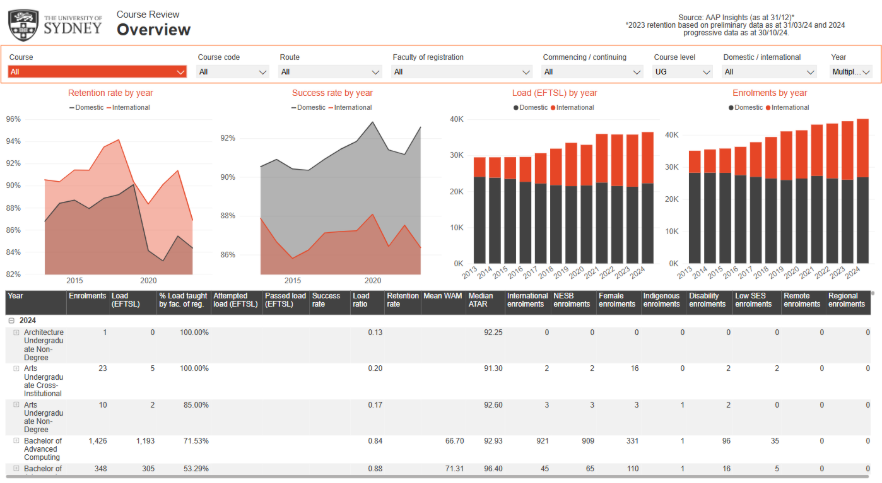 THE UNIVERSITY OF
SYDNEY
Course Review
Overview
Source: AAP Insights (as at 31/12)*
*2023 retention based on preliminary data as at 31/03/24 and 2024
progressive data as at 30/10/24
Course Course code Route Faculty of registration Commencing / continuing Course level Domestic / international Year
All All All All All UG All Multipl...
Retention rate by year
Domestic International
96%
94%
92%
90%
88%
86%
84%
82%
2015 2020
Success rate by year
Domestic International
92%
90%
88%
86%
2015 2020
Load (EFTSL) by year
Domestic International
40K
30K
20K
10K
0K
2013 2014 2015 2016 2017 2018 2019 2020 2021 2022 2023 2024
Enrolments by year
Domestic International
40K
30K
20K
10K
0K
2013 2014 2015 2016 2017 2018 2019 2020 2021 2022 2023 2024
Year Enrolments Load (EFTSL) % Load taught by fac. of reg. Attempted load (EFTSL) Passed load (EFTSL) Success rate Load ratio Retention rate Mean WAM Median ATAR International enrolments NESB enrolments Female enrolments Indigenous enrolments Disability enrolments Low SES enrolments Remote enrolments Regional enrolments
2024
Architecture 1 0 100.00% 0.13 92.25 0 0 0 0 0 0 0 0
Undergradu
ate Non-
Degree
Arts 23 5 100.00% 0.20 91.30 2 2 16 0 2 2 0 0
Undergradu
ate Cross-
Institutional
Arts 10 2 85.00% 0.17 92.60 3 3 3 1 2 0 0 0
Undergradu
ate Non-
Degree
Bachelor of 1,426 1,193 71.53% 0.84 66.70 92.93 921 909 331 1 96 35 0 0
Advanced
Computing
Bachelor of 348 305 53.29% 0.88 71.31 96.40 45 65 110 1 16 5 0 0